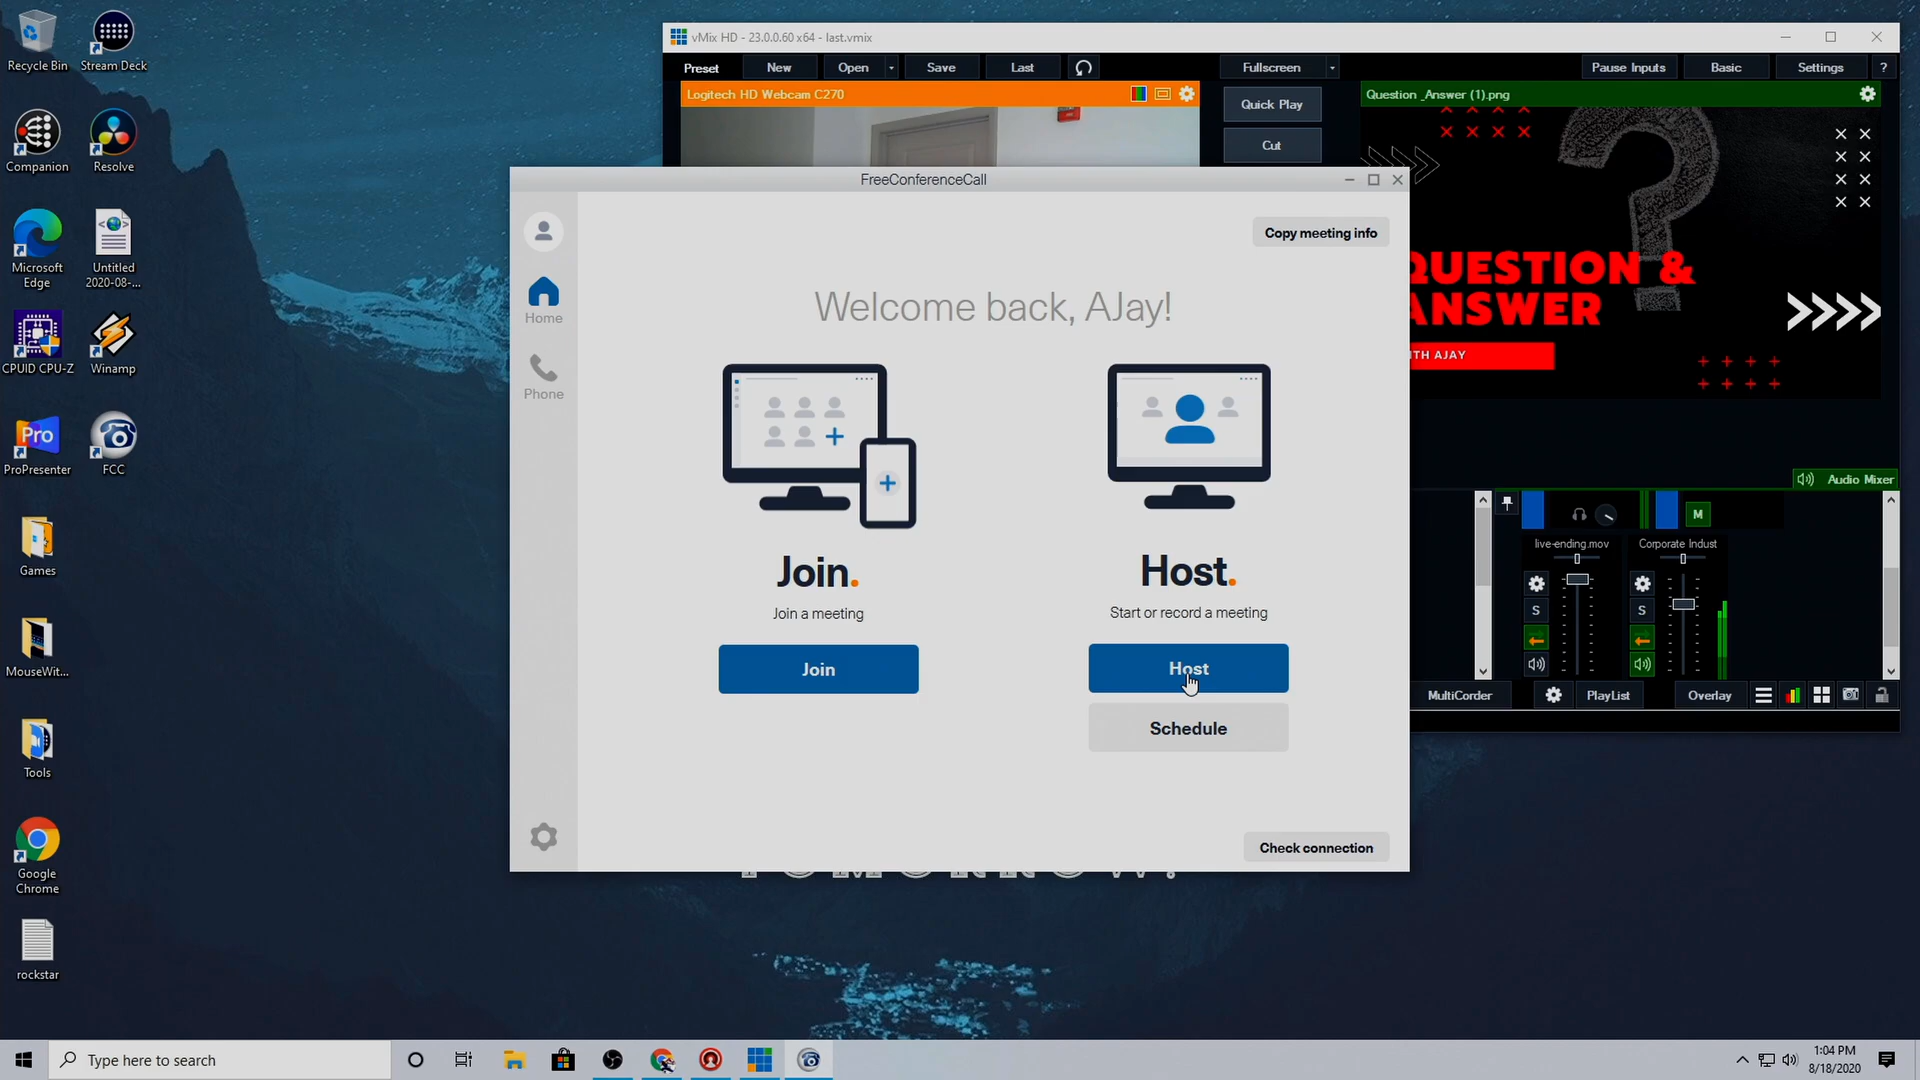 Recycle Bin
Stream Deck
Companion
Resolve
Microsoft
Edge
Untitled
2020-08-...
CPUID CPU-Z
Winamp
Pro
ProPresenter
FCC
Games
MouseWit...
Tools
Google
Chrome
rockstar
vMix HD - 23.0.0.60 x64 - last.vmix
Preset
New
Open
Save
Last
Fullscreen
Pause Inputs
Basic
Settings
?
Logitech HD Webcam C270
Quick Play
Cut
Question _Answer (1).png
QUESTION &
ANSWER
ITH AJAY
Audio Mixer
M
live-ending.mov
Corporate Indust
S
S
MultiCorder
PlayList
Overlay
FreeConferenceCall
Copy meeting info
Home
Phone
Welcome back, AJay!
Join.
Join a meeting
Join
Host.
Start or record a meeting
Host
Schedule
Check connection
Type here to search
1:04 PM
8/18/2020